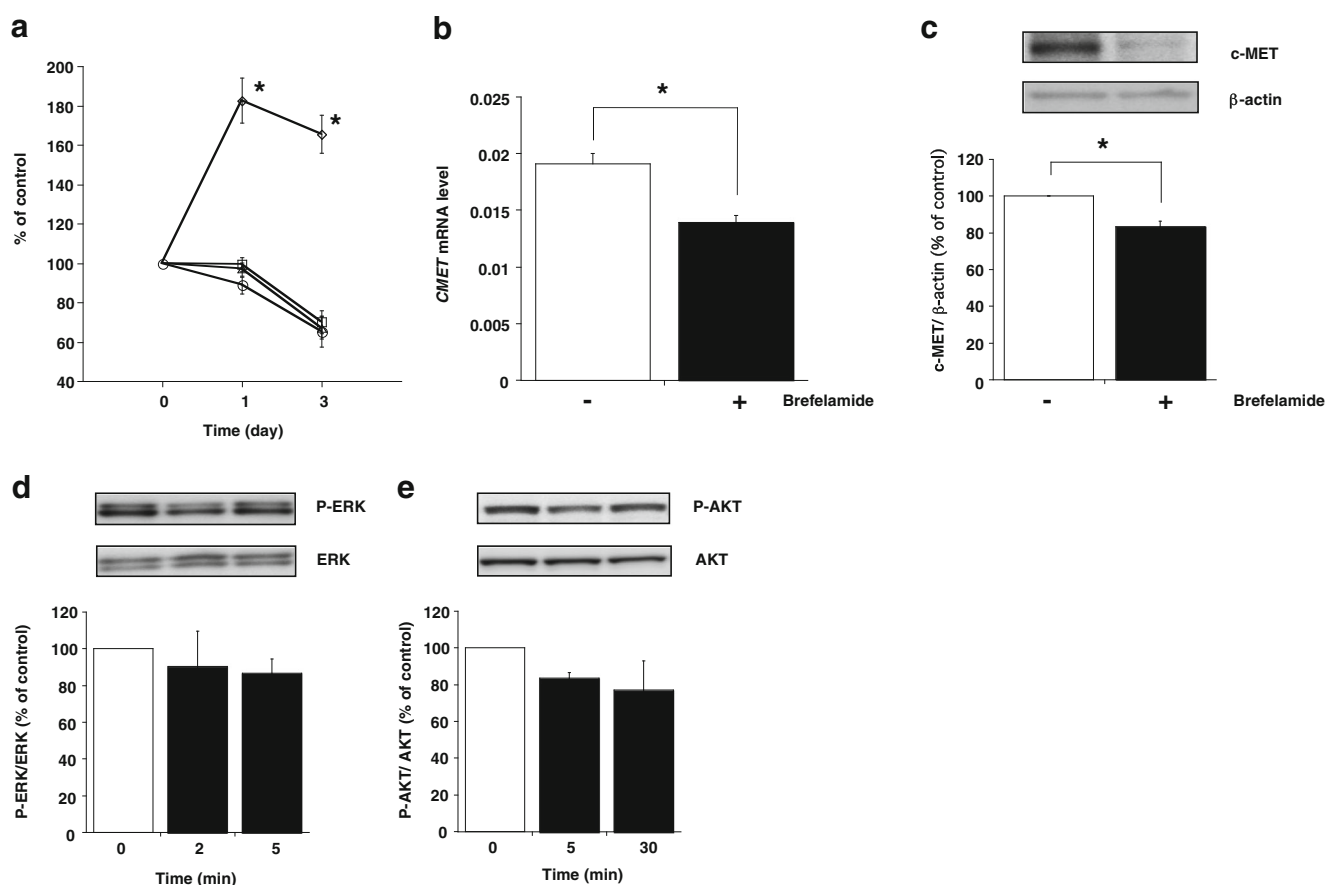 a
% of control
200
180
160
140
120
100
80
60
40
*
*
0 1 3
Time (day)
b
CMET mRNA level
0.025
0.02
0.015
0.01
0.005
0
*
- + Brefelamide
c
c-MET
β-actin
c-MET/ β-actin (% of control)
120
100
80
60
40
20
0
*
- + Brefelamide
d
P-ERK
ERK
P-ERK/ERK (% of control)
120
100
80
60
40
20
0
0 2 5
Time (min)
e
P-AKT
AKT
P-AKT/ AKT (% of control)
120
100
80
60
40
20
0
0 5 30
Time (min)